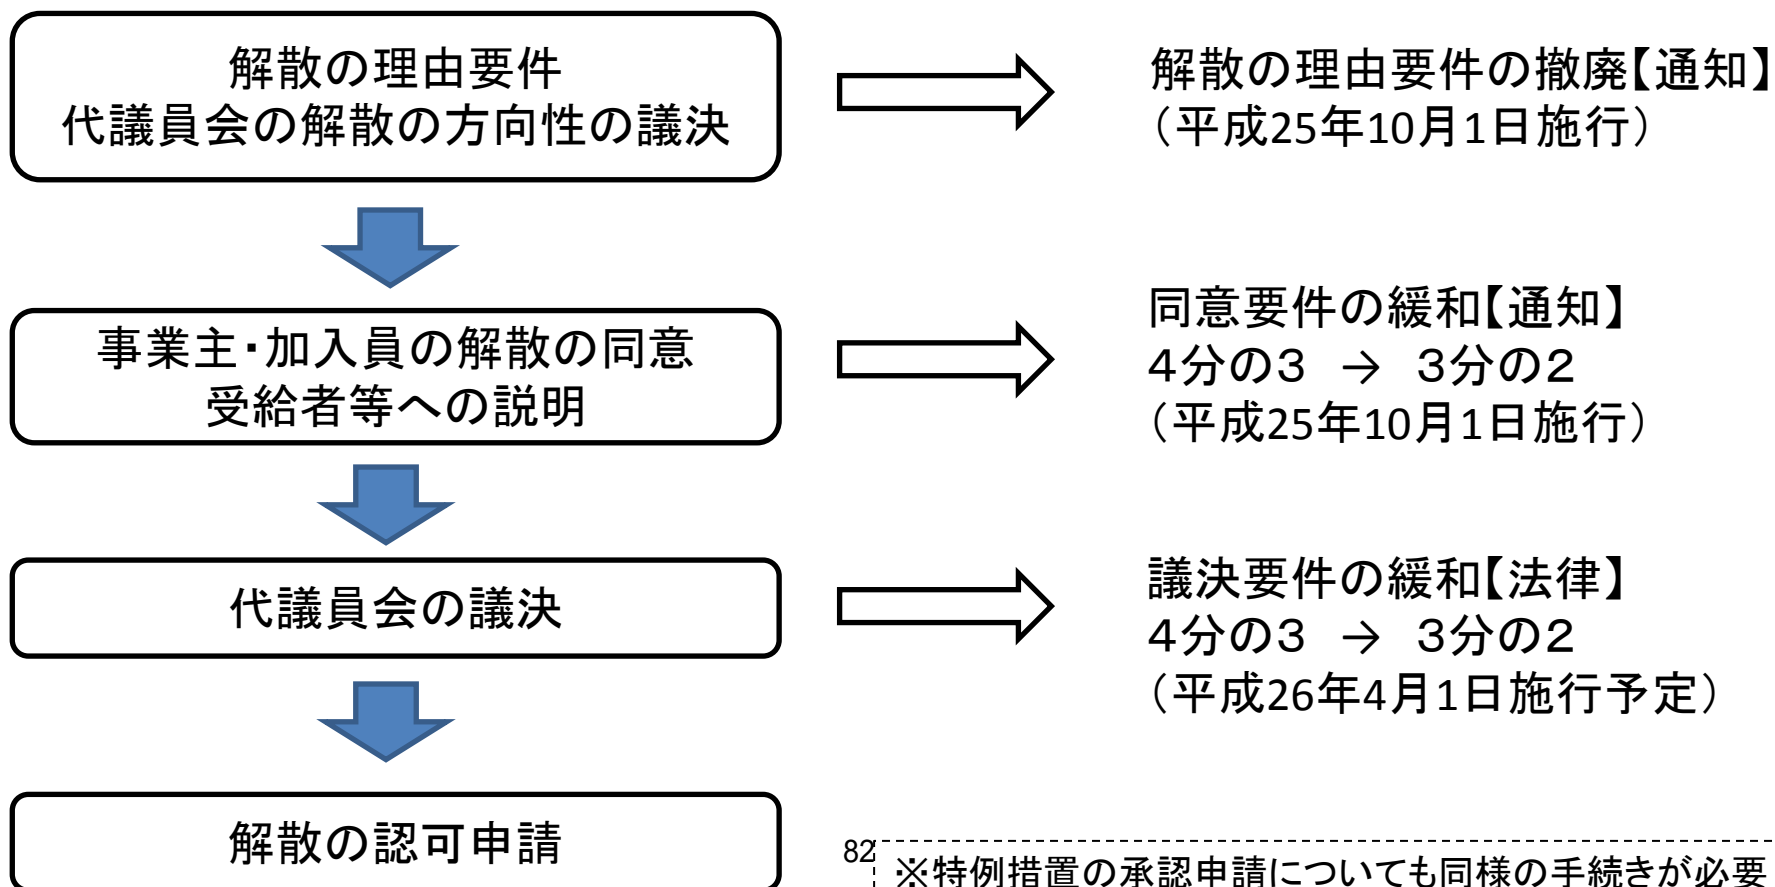 解散の理由要件
代議員会の解散の方向性の議決
解散の理由要件の撤廃【通知】
（平成25年10月1日施行）
事業主・加入員の解散の同意
受給者等への説明
同意要件の緩和【通知】
４分の３　→　３分の２
（平成25年10月1日施行）
代議員会の議決
議決要件の緩和【法律】
４分の３　→　３分の２
（平成26年4月1日施行予定）
解散の認可申請
82
※特例措置の承認申請についても同様の手続きが必要